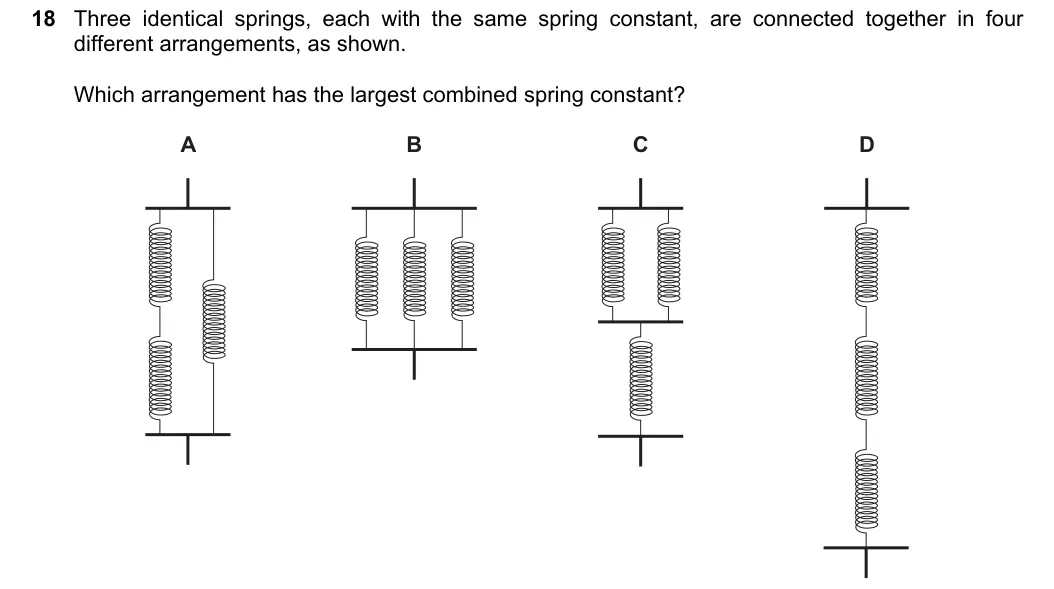 18 Three identical springs, each with the same spring constant, are connected together in four
different arrangements, as shown.
Which arrangement has the largest combined spring constant?
A B C D